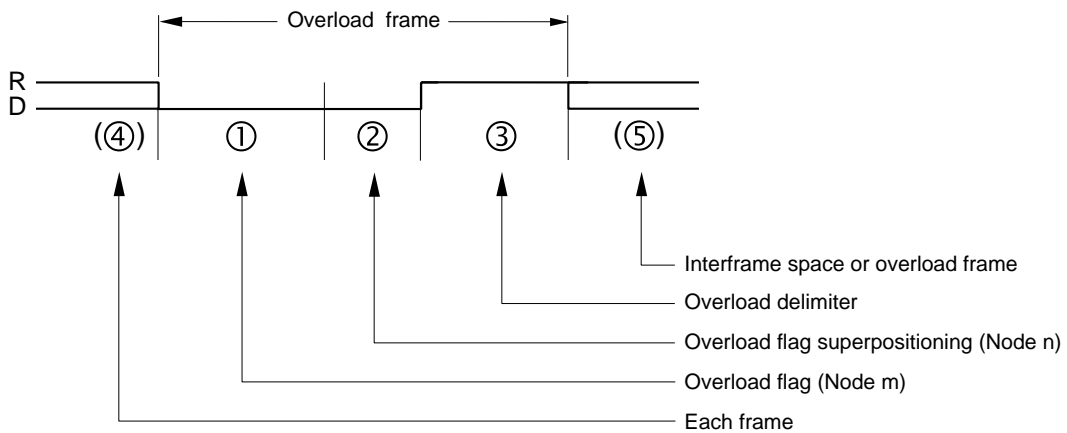 Overload frame
R
D
(④) ① ② ③ (⑤)
Interframe space or overload frame
Overload delimiter
Overload flag superpositioning (Node n)
Overload flag (Node m)
Each frame